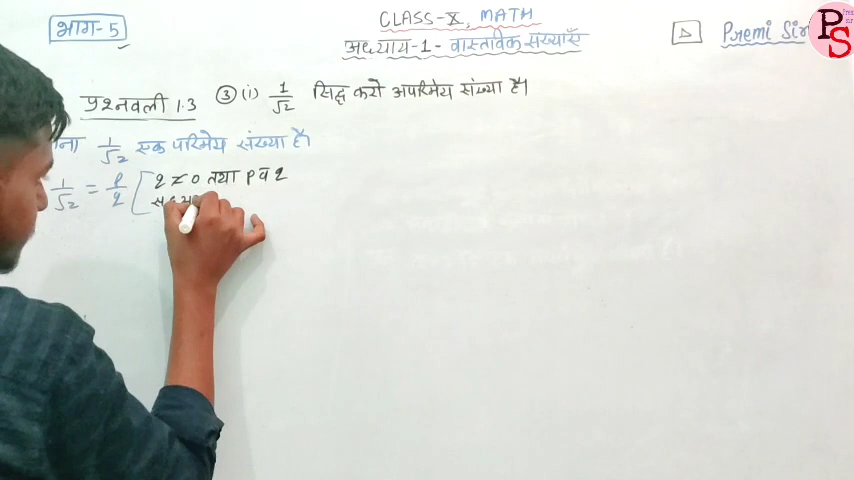 भाग-5
CLASS-X, MATH
अध्याय-1-वास्तविक संख्याएँ
Premi Sir
PS
प्रश्नवली 1.3
③(i) 1/√2 सिद्ध करो अपरिमेय संख्या है।
1/√2 एक परिमेय संख्या है।
1/√2 = p/q [q ≠ 0 तथा p व q